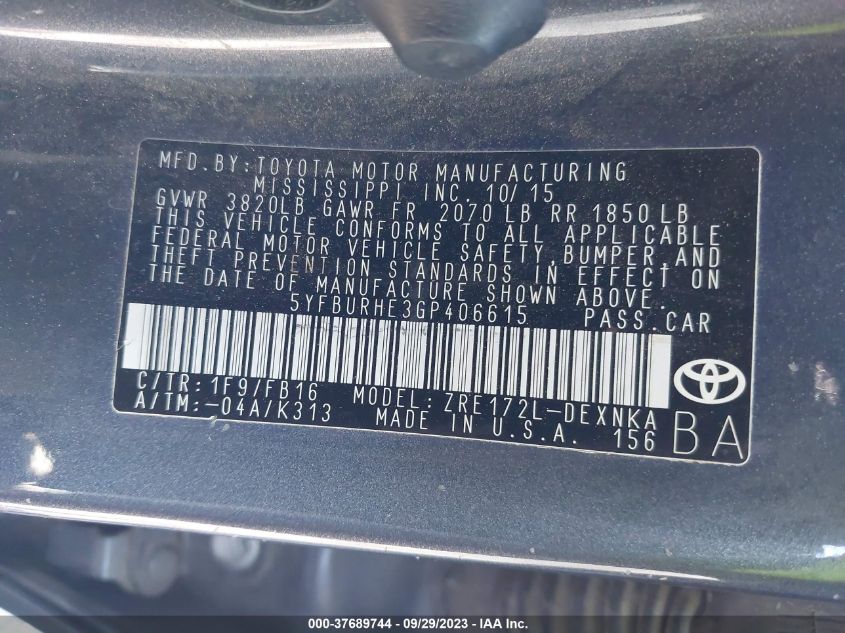 MFD. BY: TOYOTA MOTOR MANUFACTURING
MISSISSIPPI INC. 10/15
GVWR 3820LB GAWR FR 2070 LB RR 1850 LB
THIS VEHICLE CONFORMS TO ALL APPLICABLE
FEDERAL MOTOR VEHICLE SAFETY, BUMPER, AND
THEFT PREVENTION STANDARDS IN EFFECT ON
THE DATE OF MANUFACTURE SHOWN ABOVE.
5YFBURHE3GP406615 PASS. CAR
C/TR: 1F9/FB16 MODEL: ZRE172L-DEXNKA
A/TM: -04A/K313 MADE IN U.S.A. 156 BA
000-37689744 / 09/29/2023 / IAA Inc.